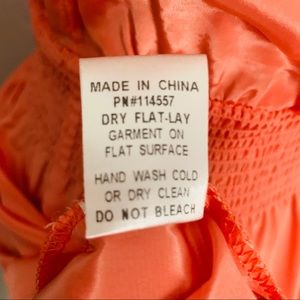 MADE IN CHINA
PN#114557
DRY FLAT-LAY
GARMENT ON
FLAT SURFACE
HAND WASH COLD
OR DRY CLEAN
DO NOT BLEACH